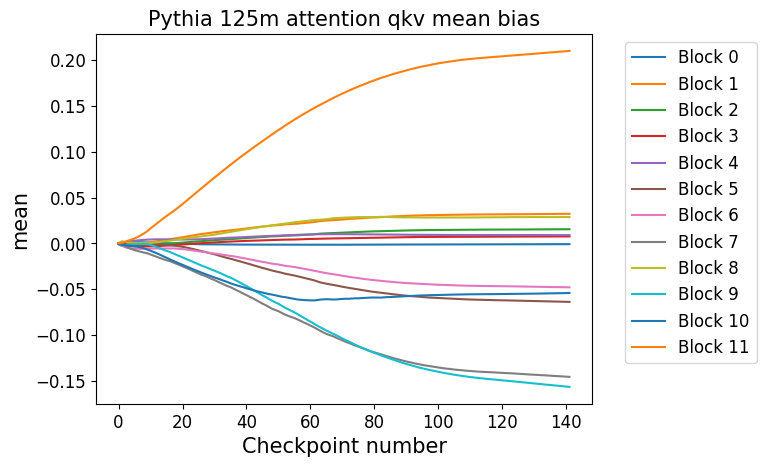 Pythia 125m attention qkv mean bias
0.20
0.15
0.10
0.05
0.00
−0.05
−0.10
−0.15
mean
0 20 40 60 80 100 120 140
Checkpoint number
Block 0
Block 1
Block 2
Block 3
Block 4
Block 5
Block 6
Block 7
Block 8
Block 9
Block 10
Block 11